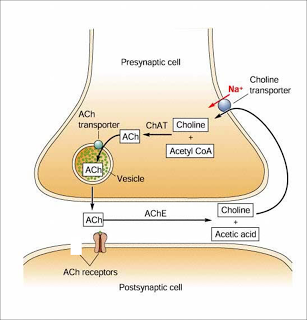 Presynaptic cell
Na+
Choline
transporter
ACh
transporter
ChAT
ACh
Choline
+
Acetyl CoA
ACh
Vesicle
ACh
AChE
Choline
+
Acetic acid
ACh receptors
Postsynaptic cell